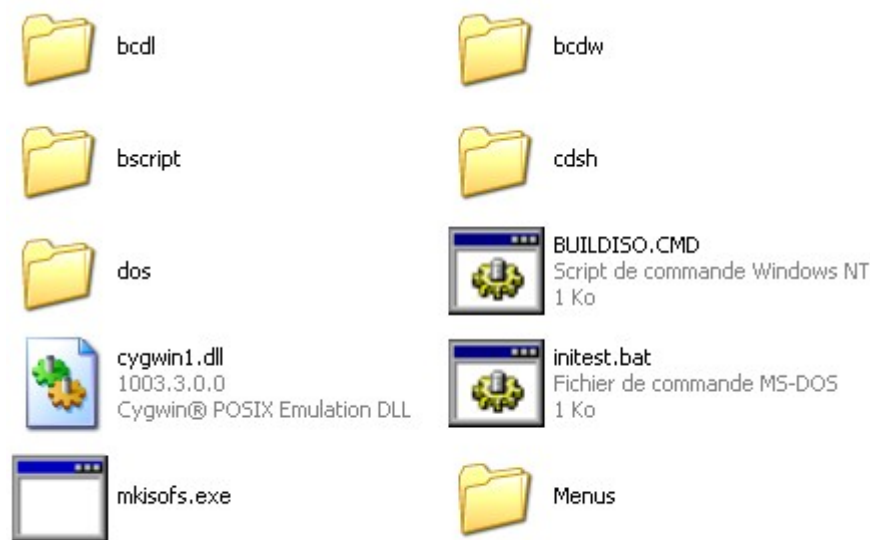 bcdl
bcdw
bscript
cdsh
dos
BUILDISO.CMD
Script de commande Windows NT
1 Ko
cygwin1.dll
1003.3.0.0
Cygwin® POSIX Emulation DLL
initest.bat
Fichier de commande MS-DOS
1 Ko
mkisofs.exe
Menus